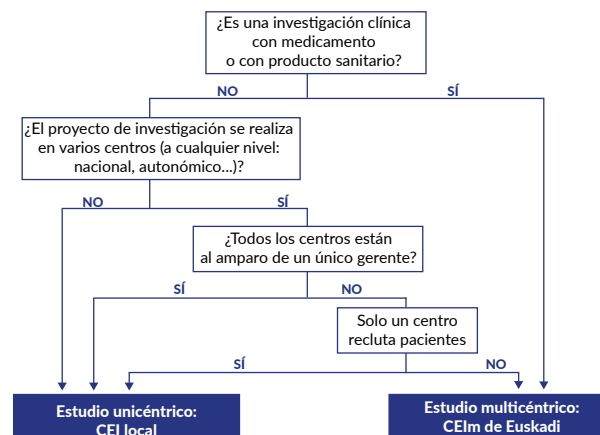 ¿Es una investigación clínica
con medicamento
o con producto sanitario?
NO
SÍ
¿El proyecto de investigación se realiza
en varios centros (a cualquier nivel:
nacional, autonómico...)?
NO
SÍ
¿Todos los centros están
al amparo de un único gerente?
SÍ
NO
Solo un centro
recluta pacientes
SÍ
NO
Estudio unicéntrico:
CEI local
Estudio multicéntrico:
CEIm de Euskadi